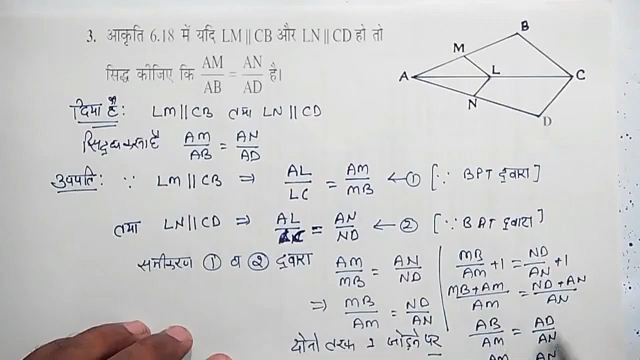 3. आकृति 6.18 में यदि LM || CB और LN || CD हो तो
सिद्ध कीजिए कि AM/AB = AN/AD है।
B
M
A
L
C
N
D
दिया है: LM || CB तथा LN || CD
सिद्ध करना है AM/AB = AN/AD
उपपति: ∵ LM || CB ⇒ AL/LC = AM/MB ← ① [∵ BPT द्वारा]
तथा LN || CD ⇒ AL/LC = AN/ND ← ② [∵ BPT द्वारा]
समीकरण ① व ② द्वारा AM/MB = AN/ND
⇒ MB/AM = ND/AN
दोनो तरफ 1 जोड़ने पर
MB/AM + 1 = ND/AN + 1
MB+AM/AM = ND+AN/AN
AB/AM = AD/AN
AM AN